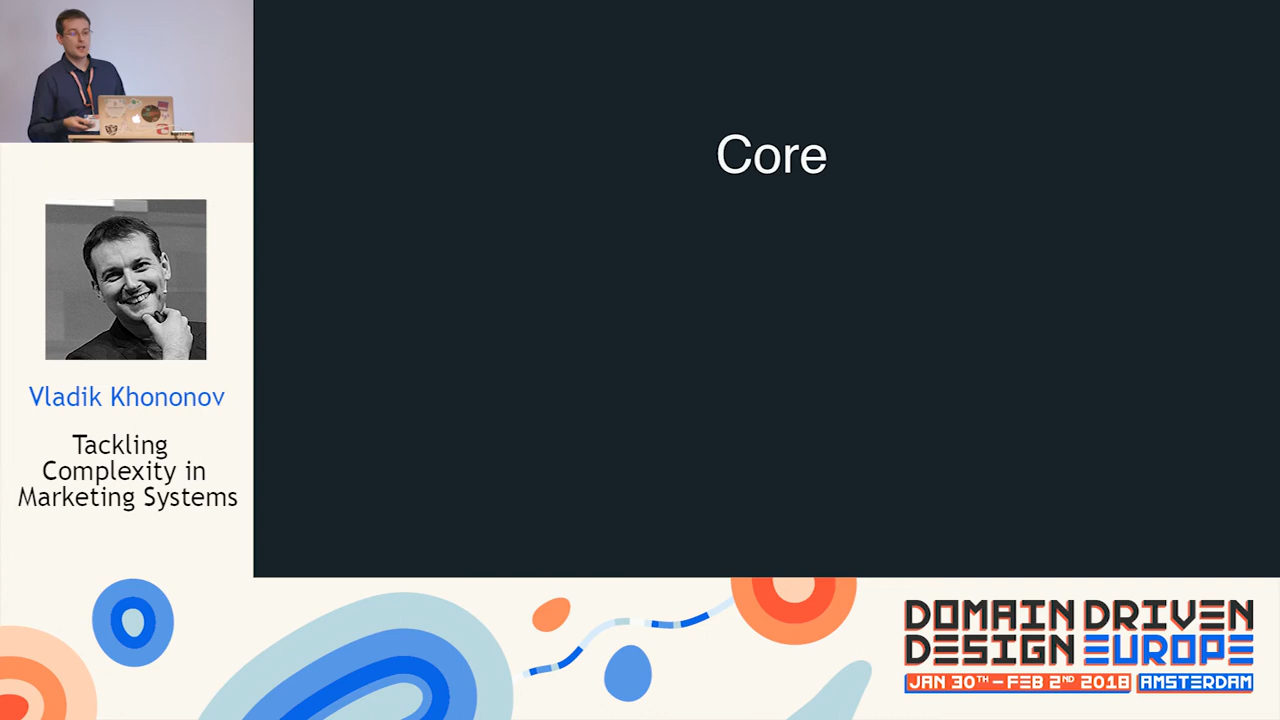 Core
Vladik Khononov
Tackling
Complexity in
Marketing Systems
DOMAIN DRIVEN
DESIGN EUROPE
JAN 30TH - FEB 2ND 2018 AMSTERDAM